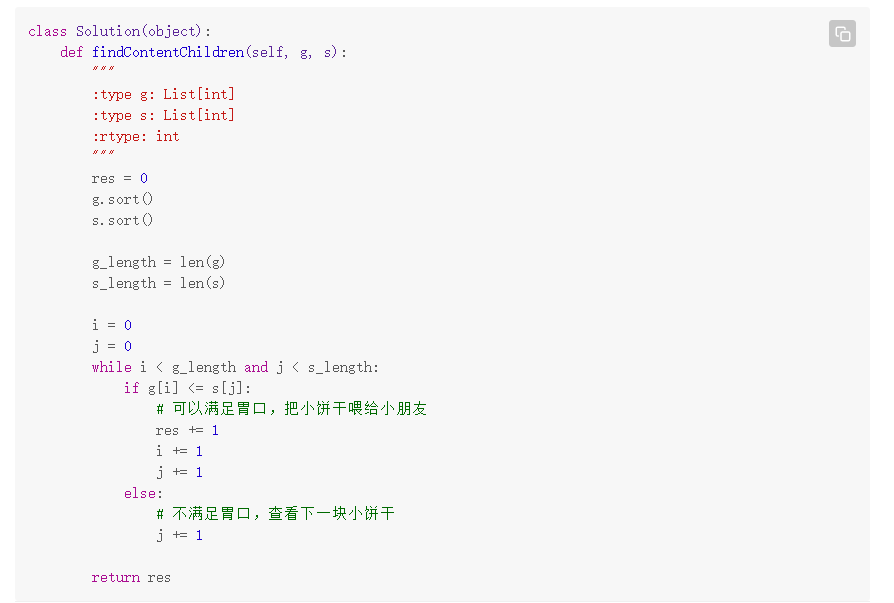 class Solution(object):
    def findContentChildren(self, g, s):
        """
        :type g: List[int]
        :type s: List[int]
        :rtype: int
        """
        res = 0
        g.sort()
        s.sort()

        g_length = len(g)
        s_length = len(s)

        i = 0
        j = 0
        while i < g_length and j < s_length:
            if g[i] <= s[j]:
                # 可以满足胃口，把小饼干喂给小朋友
                res += 1
                i += 1
                j += 1
            else:
                # 不满足胃口，查看下一块小饼干
                j += 1

        return res